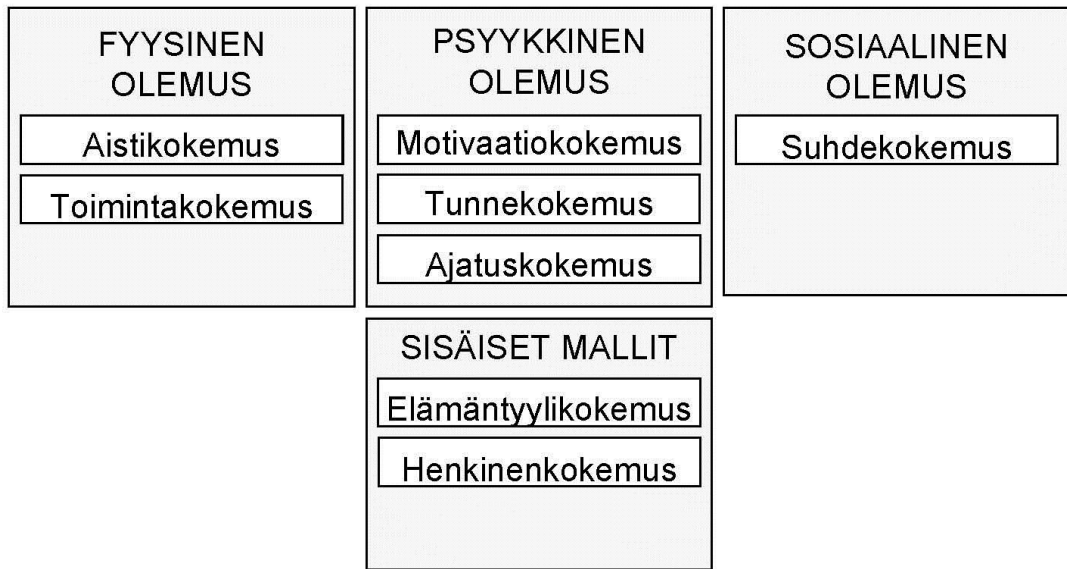 FYYSINEN
OLEMUS
Aistikokemus
Toimintakokemus
PSYYKKINEN
OLEMUS
Motivaatiokokemus
Tunnekokemus
Ajatuskokemus
SOSIAALINEN
OLEMUS
Suhdekokemus
SISÄISET MALLIT
Elämäntyylikokemus
Henkinenkokemus